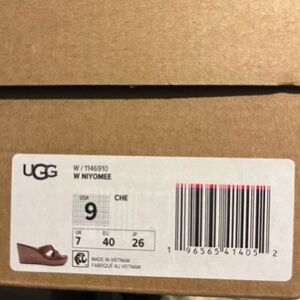 UGG
W / 1146910
W NIYOMEE
USA
9
CHE
UK
7
EU
40
JP
26
MADE IN VIETNAM
FABRIQUÉ AU VIETNAM
1 96565 41405 2